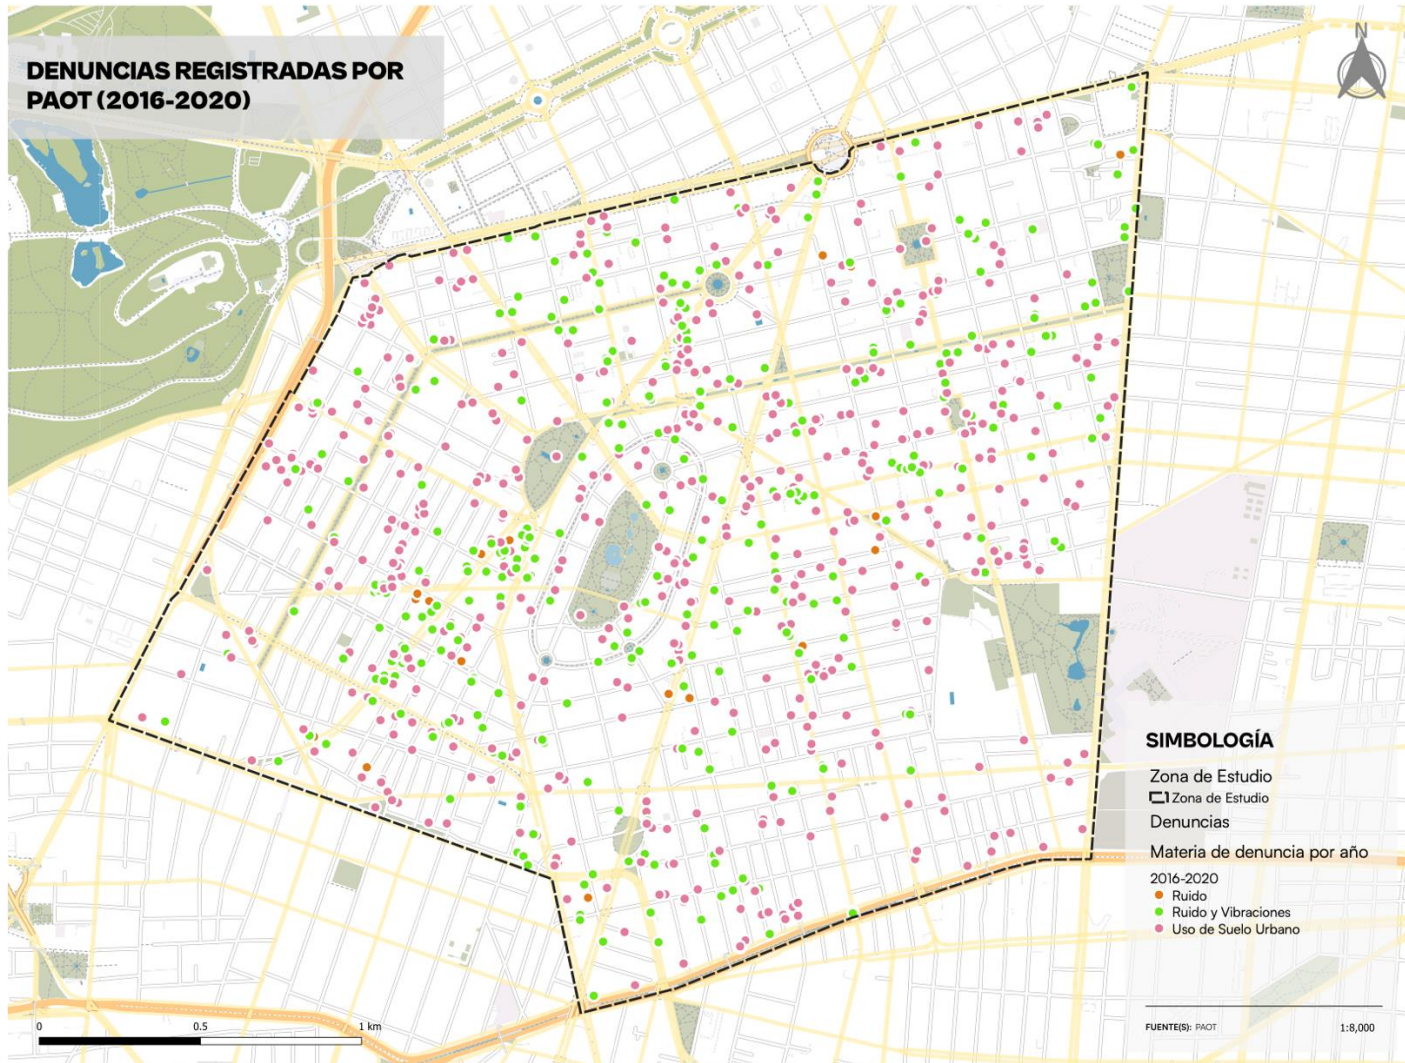 DENUNCIAS REGISTRADAS POR
PAOT (2016-2020)
N
SIMBOLOGÍA
Zona de Estudio
Zona de Estudio
Denuncias
Materia de denuncia por año
2016-2020
Ruido
Ruido y Vibraciones
Uso de Suelo Urbano
FUENTE(S): PAOT
1:8,000
0 0.5 1 km